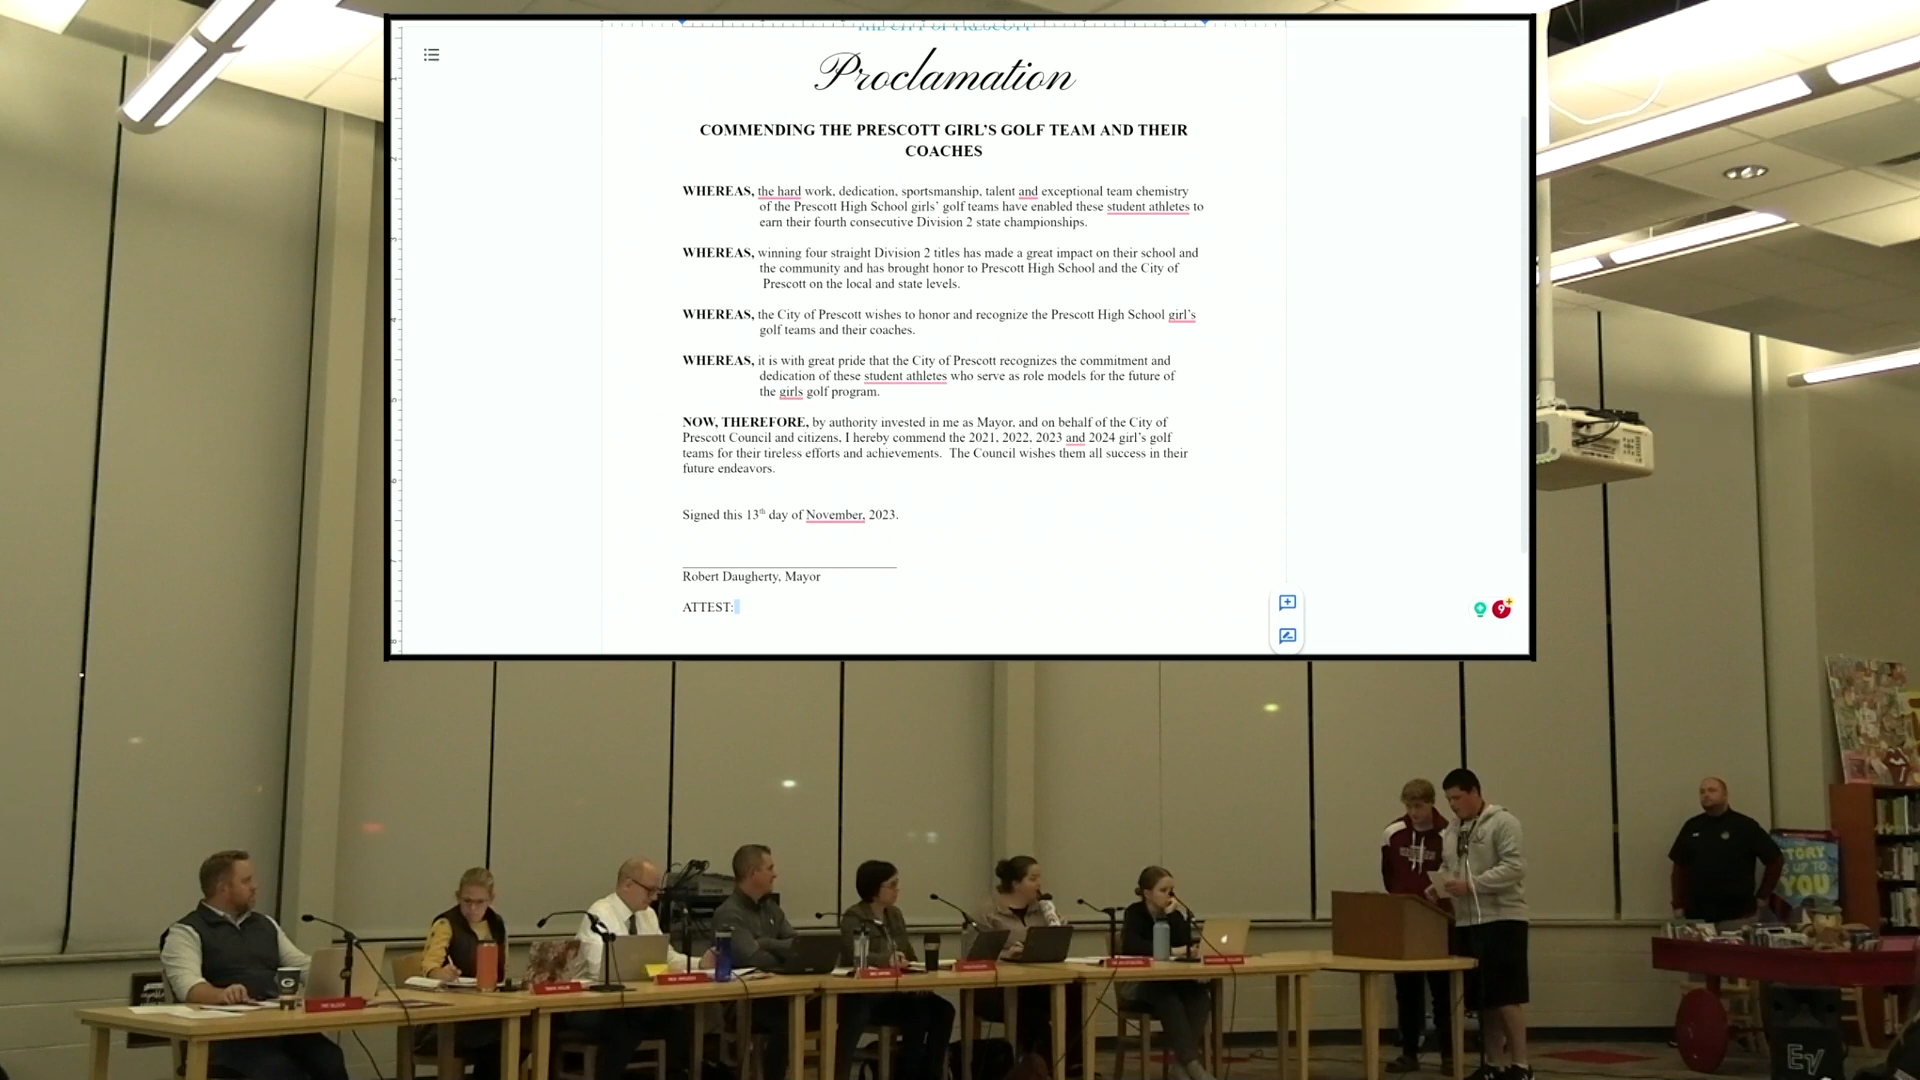 THE CITY OF PRESCOTT
Proclamation
COMMENDING THE PRESCOTT GIRL’S GOLF TEAM AND THEIR
COACHES
WHEREAS, the hard work, dedication, sportsmanship, talent and exceptional team chemistry
of the Prescott High School girls’ golf teams have enabled these student athletes to
earn their fourth consecutive Division 2 state championships.
WHEREAS, winning four straight Division 2 titles has made a great impact on their school and
the community and has brought honor to Prescott High School and the City of
Prescott on the local and state levels.
WHEREAS, the City of Prescott wishes to honor and recognize the Prescott High School girl’s
golf teams and their coaches.
WHEREAS, it is with great pride that the City of Prescott recognizes the commitment and
dedication of these student athletes who serve as role models for the future of
the girls golf program.
NOW, THEREFORE, by authority invested in me as Mayor, and on behalf of the City of
Prescott Council and citizens, I hereby commend the 2021, 2022, 2023 and 2024 girl’s golf
teams for their tireless efforts and achievements. The Council wishes them all success in their
future endeavors.
Signed this 13th day of November, 2023.
Robert Daugherty, Mayor
ATTEST:
9
YOU
EV